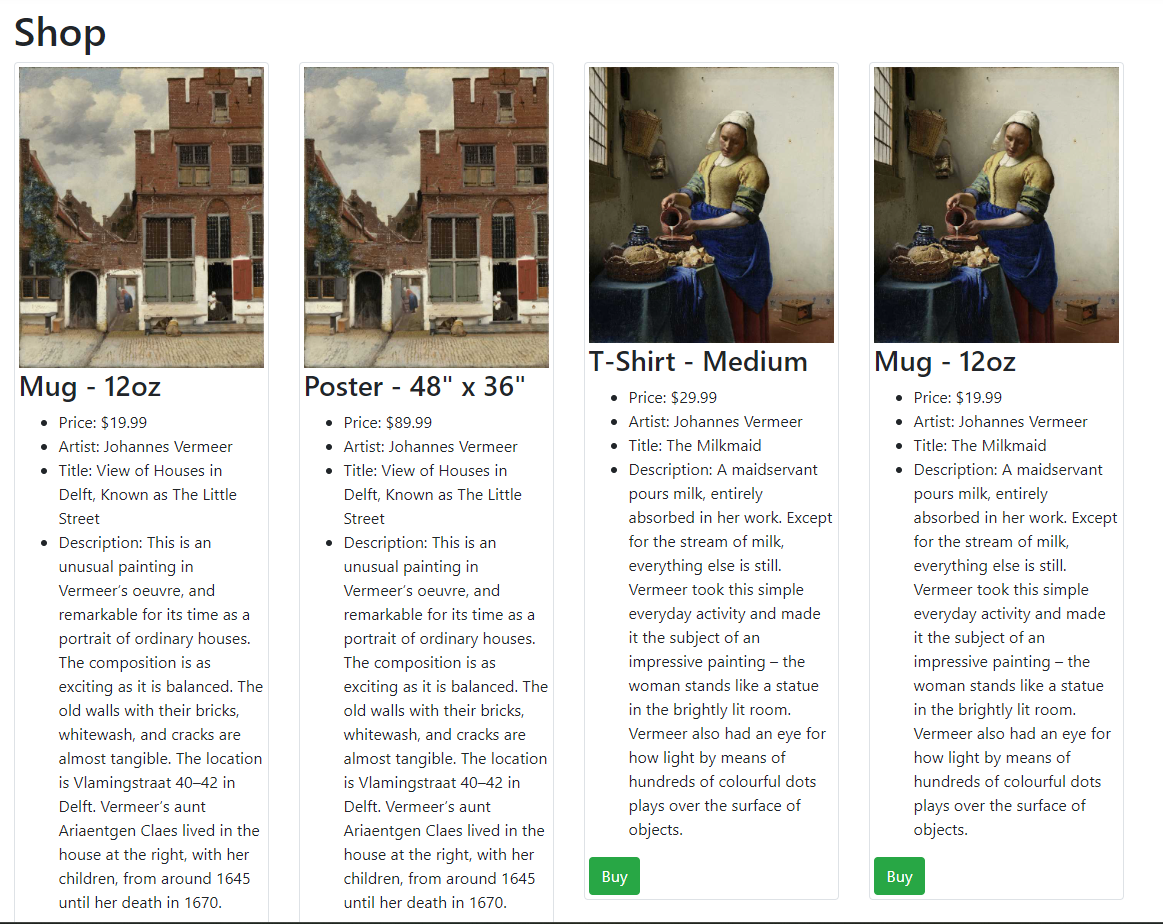 Shop
Mug - 12oz
Price: $19.99
Artist: Johannes Vermeer
Title: View of Houses in
Delft, Known as The Little
Street
Description: This is an
unusual painting in
Vermeer’s oeuvre, and
remarkable for its time as a
portrait of ordinary houses.
The composition is as
exciting as it is balanced. The
old walls with their bricks,
whitewash, and cracks are
almost tangible. The location
is Vlamingstraat 40–42 in
Delft. Vermeer’s aunt
Ariaentgen Claes lived in the
house at the right, with her
children, from around 1645
until her death in 1670.
Poster - 48" x 36"
Price: $89.99
Artist: Johannes Vermeer
Title: View of Houses in
Delft, Known as The Little
Street
Description: This is an
unusual painting in
Vermeer’s oeuvre, and
remarkable for its time as a
portrait of ordinary houses.
The composition is as
exciting as it is balanced. The
old walls with their bricks,
whitewash, and cracks are
almost tangible. The location
is Vlamingstraat 40–42 in
Delft. Vermeer’s aunt
Ariaentgen Claes lived in the
house at the right, with her
children, from around 1645
until her death in 1670.
T-Shirt - Medium
Price: $29.99
Artist: Johannes Vermeer
Title: The Milkmaid
Description: A maidservant
pours milk, entirely
absorbed in her work. Except
for the stream of milk,
everything else is still.
Vermeer took this simple
everyday activity and made
it the subject of an
impressive painting – the
woman stands like a statue
in the brightly lit room.
Vermeer also had an eye for
how light by means of
hundreds of colourful dots
plays over the surface of
objects.
Buy
Mug - 12oz
Price: $19.99
Artist: Johannes Vermeer
Title: The Milkmaid
Description: A maidservant
pours milk, entirely
absorbed in her work. Except
for the stream of milk,
everything else is still.
Vermeer took this simple
everyday activity and made
it the subject of an
impressive painting – the
woman stands like a statue
in the brightly lit room.
Vermeer also had an eye for
how light by means of
hundreds of colourful dots
plays over the surface of
objects.
Buy